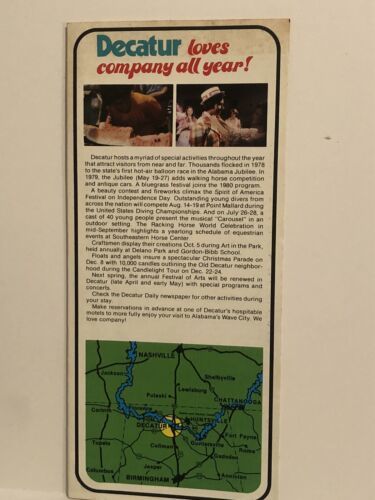 Decatur loves
company all year!
Decatur hosts a myriad of special activities throughout the year
that attract visitors from near and far. Thousands flocked in 1978
to the state's first hot-air balloon race in the Alabama Jubilee. In
1979, the Jubilee (May 19-27) adds walking horse competition
and antique cars. A bluegrass festival joins the 1980 program.
A beauty contest and fireworks climax the Spirit of America
Festival on Independence Day. Outstanding young divers from
across the nation will compete Aug. 14-19 at Point Mallard during
the United States Diving Championships. And on July 26-28, a
cast of 40 young people present the musical "Carousel" in an
outdoor setting. The Racking Horse World Celebration in
mid-September highlights a yearlong schedule of equestrian
events at Southeastern Horse Center.
Craftsmen display their creations Oct. 5 during Art in the Park,
held annually at Delano Park and Gordon-Bibb School.
Floats and angels insure a spectacular Christmas Parade on
Dec. 8 with 10,000 candles outlining the Old Decatur neighbor-
hood during the Candlelight Tour on Dec. 22-24.
Next spring, the annual Festival of Arts will be renewed in
Decatur (late April and early May) with special programs and
concerts.
Check the Decatur Daily newspaper for other activities during
your stay.
Make reservations in advance at one of Decatur's hospitable
motels to more fully enjoy your visit to Alabama's Wave City. We
love company!
NASHVILLE
Jackson
Shelbyville
Pulaski
Lewisburg
CHATTANOOGA
Corinth
HUNTSVILLE
DECATUR
Fort Payne
Tupelo
Cullman
Guntersville
Rome
Gadsden
Jasper
Columbus
Anniston
BIRMINGHAM